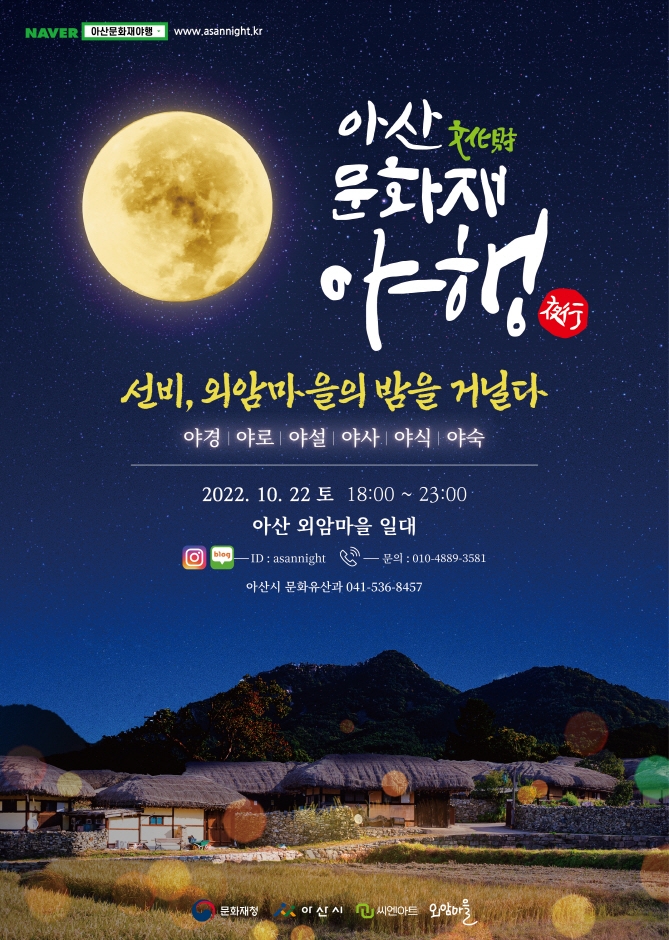 NAVER 아산문화재야행 www.asannight.kr
아산 文化財
문화재
야행 夜行
선비, 외암마을의 밤을 거닐다
야경 | 야로 | 야설 | 야사 | 야식 | 야숙
2022. 10. 22 토 18:00 ~ 23:00
아산 외암마을 일대
blog ID : asannight 문의 : 010-4889-3581
아산시 문화유산과 041-536-8457
문화재청 아산시 씨엔아트 외암마을